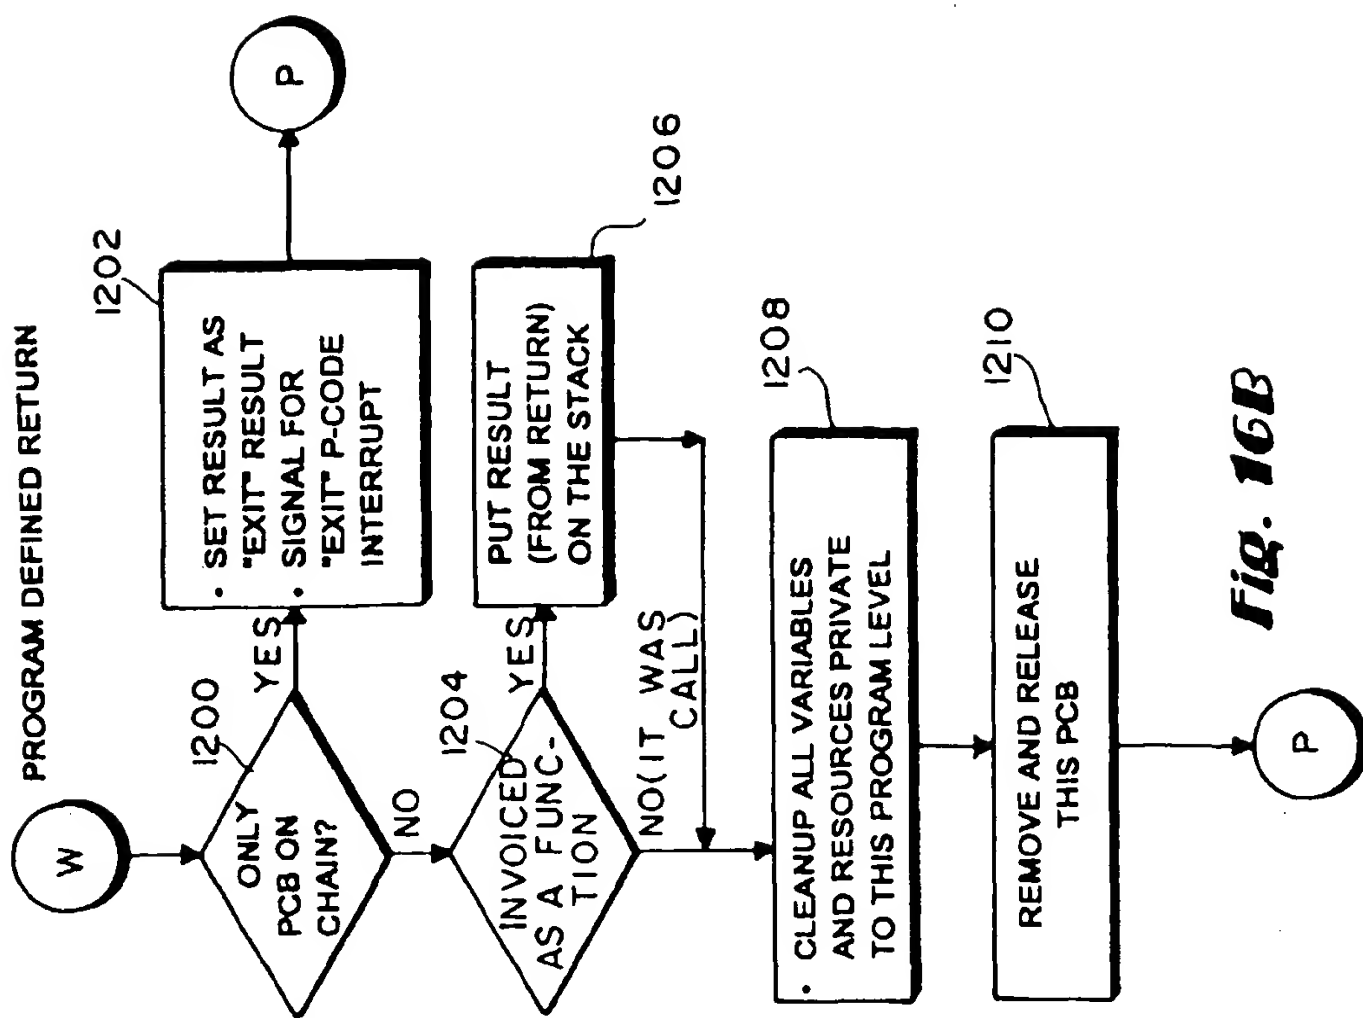 PROGRAM DEFINED RETURN
W
1200
ONLY
PCB ON
CHAIN?
YES
1202
• SET RESULT AS
"EXIT" RESULT
• SIGNAL FOR
"EXIT" P-CODE
INTERRUPT
P
NO
1204
INVOICED
AS A FUNC-
TION
YES
1206
PUT RESULT
(FROM RETURN)
ON THE STACK
NO(IT WAS
CALL)
1208
• CLEANUP ALL VARIABLES
AND RESOURCES PRIVATE
TO THIS PROGRAM LEVEL
1210
REMOVE AND RELEASE
THIS PCB
P
Fig. 16B